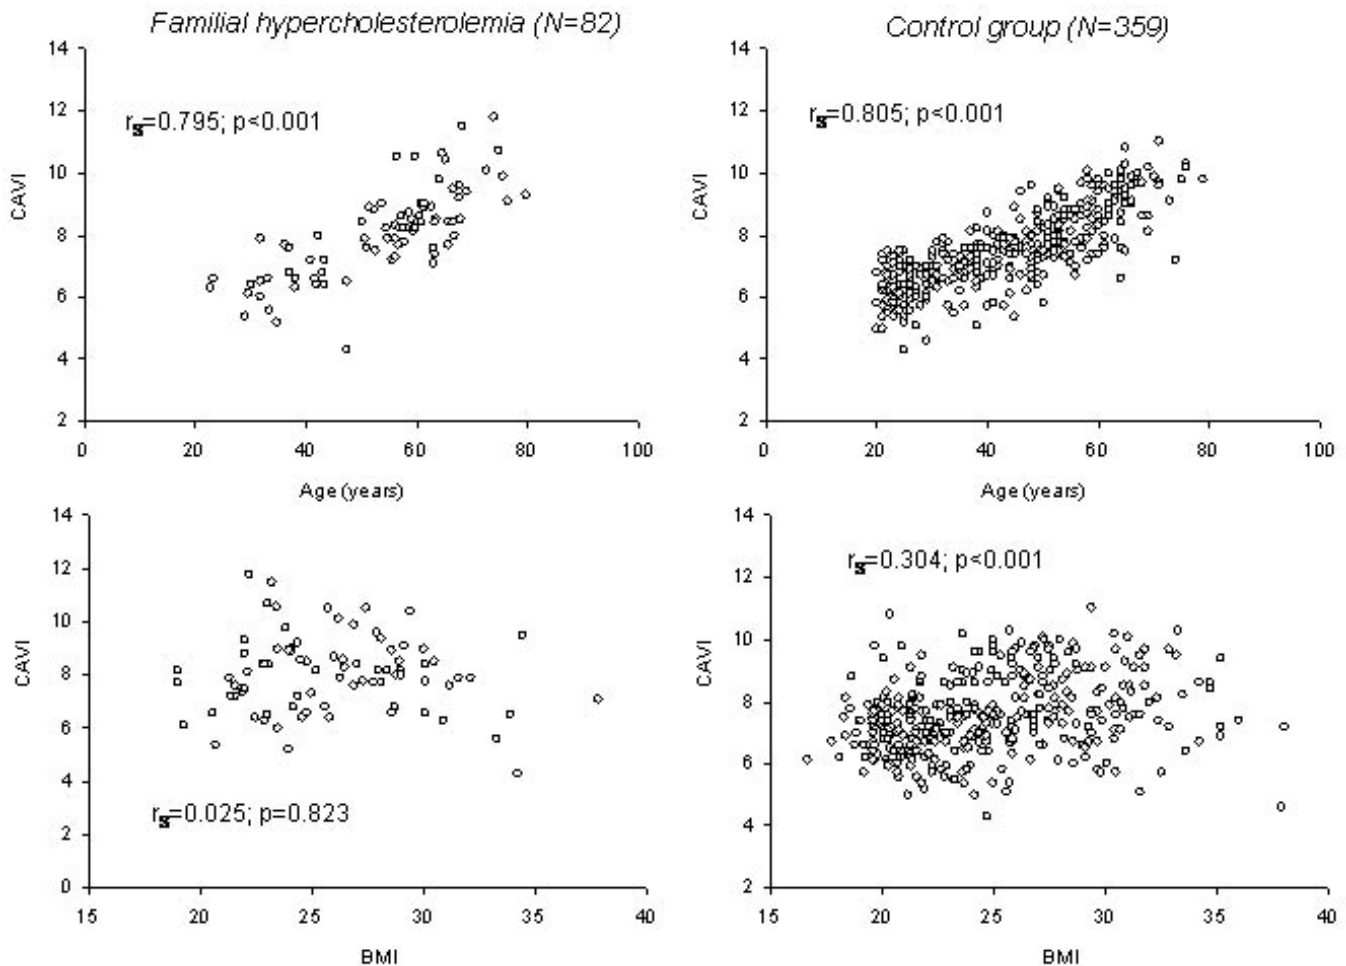 Familial hypercholesterolemia (N=82)
Control group (N=359)
14
12
10
8
6
4
2
CAVI
rs=0.795; p<0.001
0 20 40 60 80 100
Age (years)
14
12
10
8
6
4
2
CAVI
rs=0.805; p<0.001
0 20 40 60 80 100
Age (years)
14
12
10
8
6
4
2
0
CAVI
rs=0.025; p=0.823
15 20 25 30 35 40
BMI
14
12
10
8
6
4
2
CAVI
rs=0.304; p<0.001
15 20 25 30 35 40
BMI